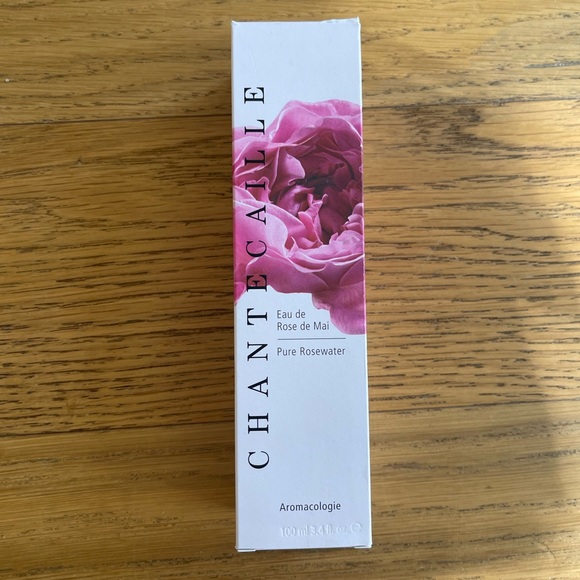 CHANTECAILLE
Eau de
Rose de Mai
Pure Rosewater
Aromacologie
100 ml 3.4 fl. oz. ℮